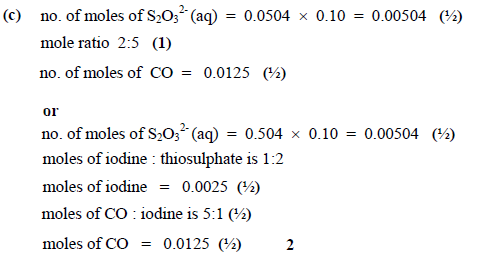 (c) no. of moles of S₂O₃²⁻ (aq) = 0.0504 × 0.10 = 0.00504 (½)
mole ratio 2:5 (1)
no. of moles of CO = 0.0125 (½)
or
no. of moles of S₂O₃²⁻ (aq) = 0.504 × 0.10 = 0.00504 (½)
moles of iodine : thiosulphate is 1:2
moles of iodine = 0.0025 (½)
moles of CO : iodine is 5:1 (½)
moles of CO = 0.0125 (½) 2